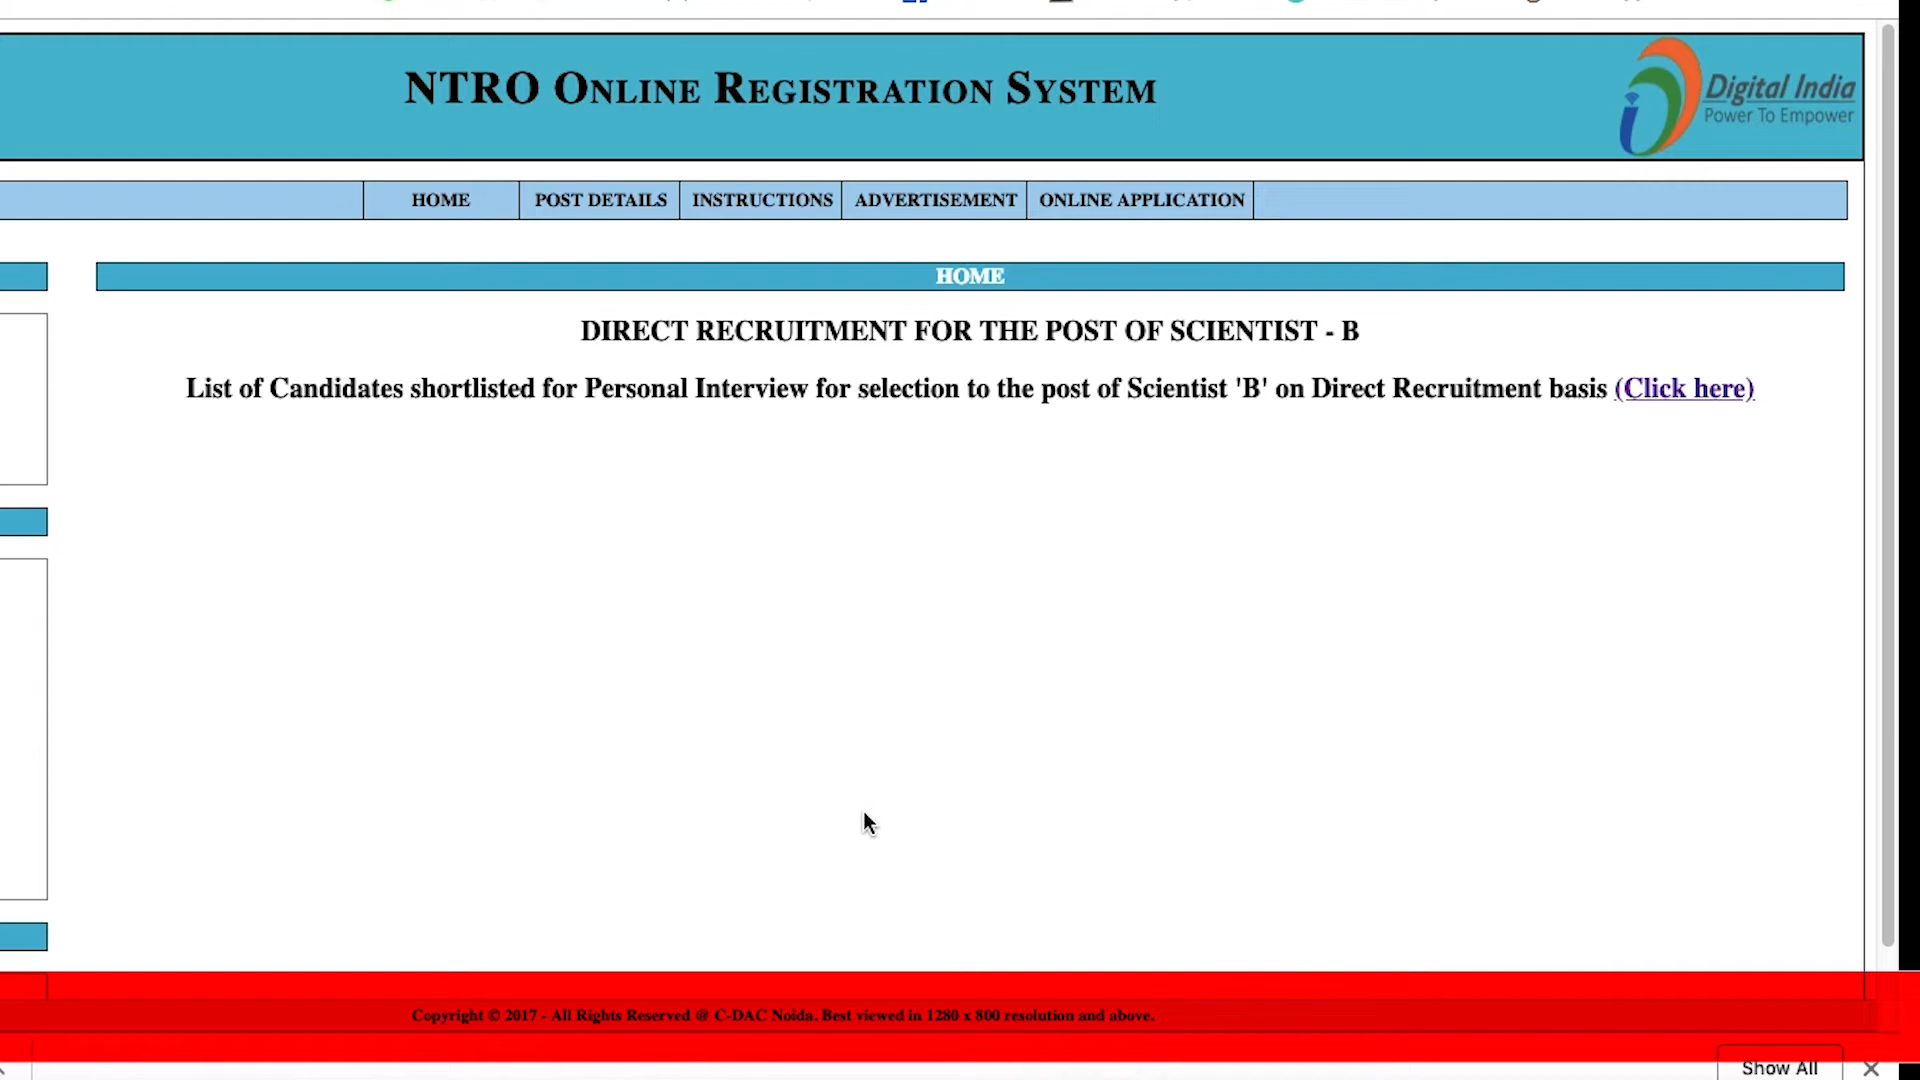 NTRO ONLINE REGISTRATION SYSTEM
Digital India
Power To Empower
HOME
POST DETAILS
INSTRUCTIONS
ADVERTISEMENT
ONLINE APPLICATION
HOME
DIRECT RECRUITMENT FOR THE POST OF SCIENTIST - B
List of Candidates shortlisted for Personal Interview for selection to the post of Scientist 'B' on Direct Recruitment basis (Click here)
Copyright © 2017 - All Rights Reserved @ C-DAC Noida. Best viewed in 1280 x 800 resolution and above.
Show All